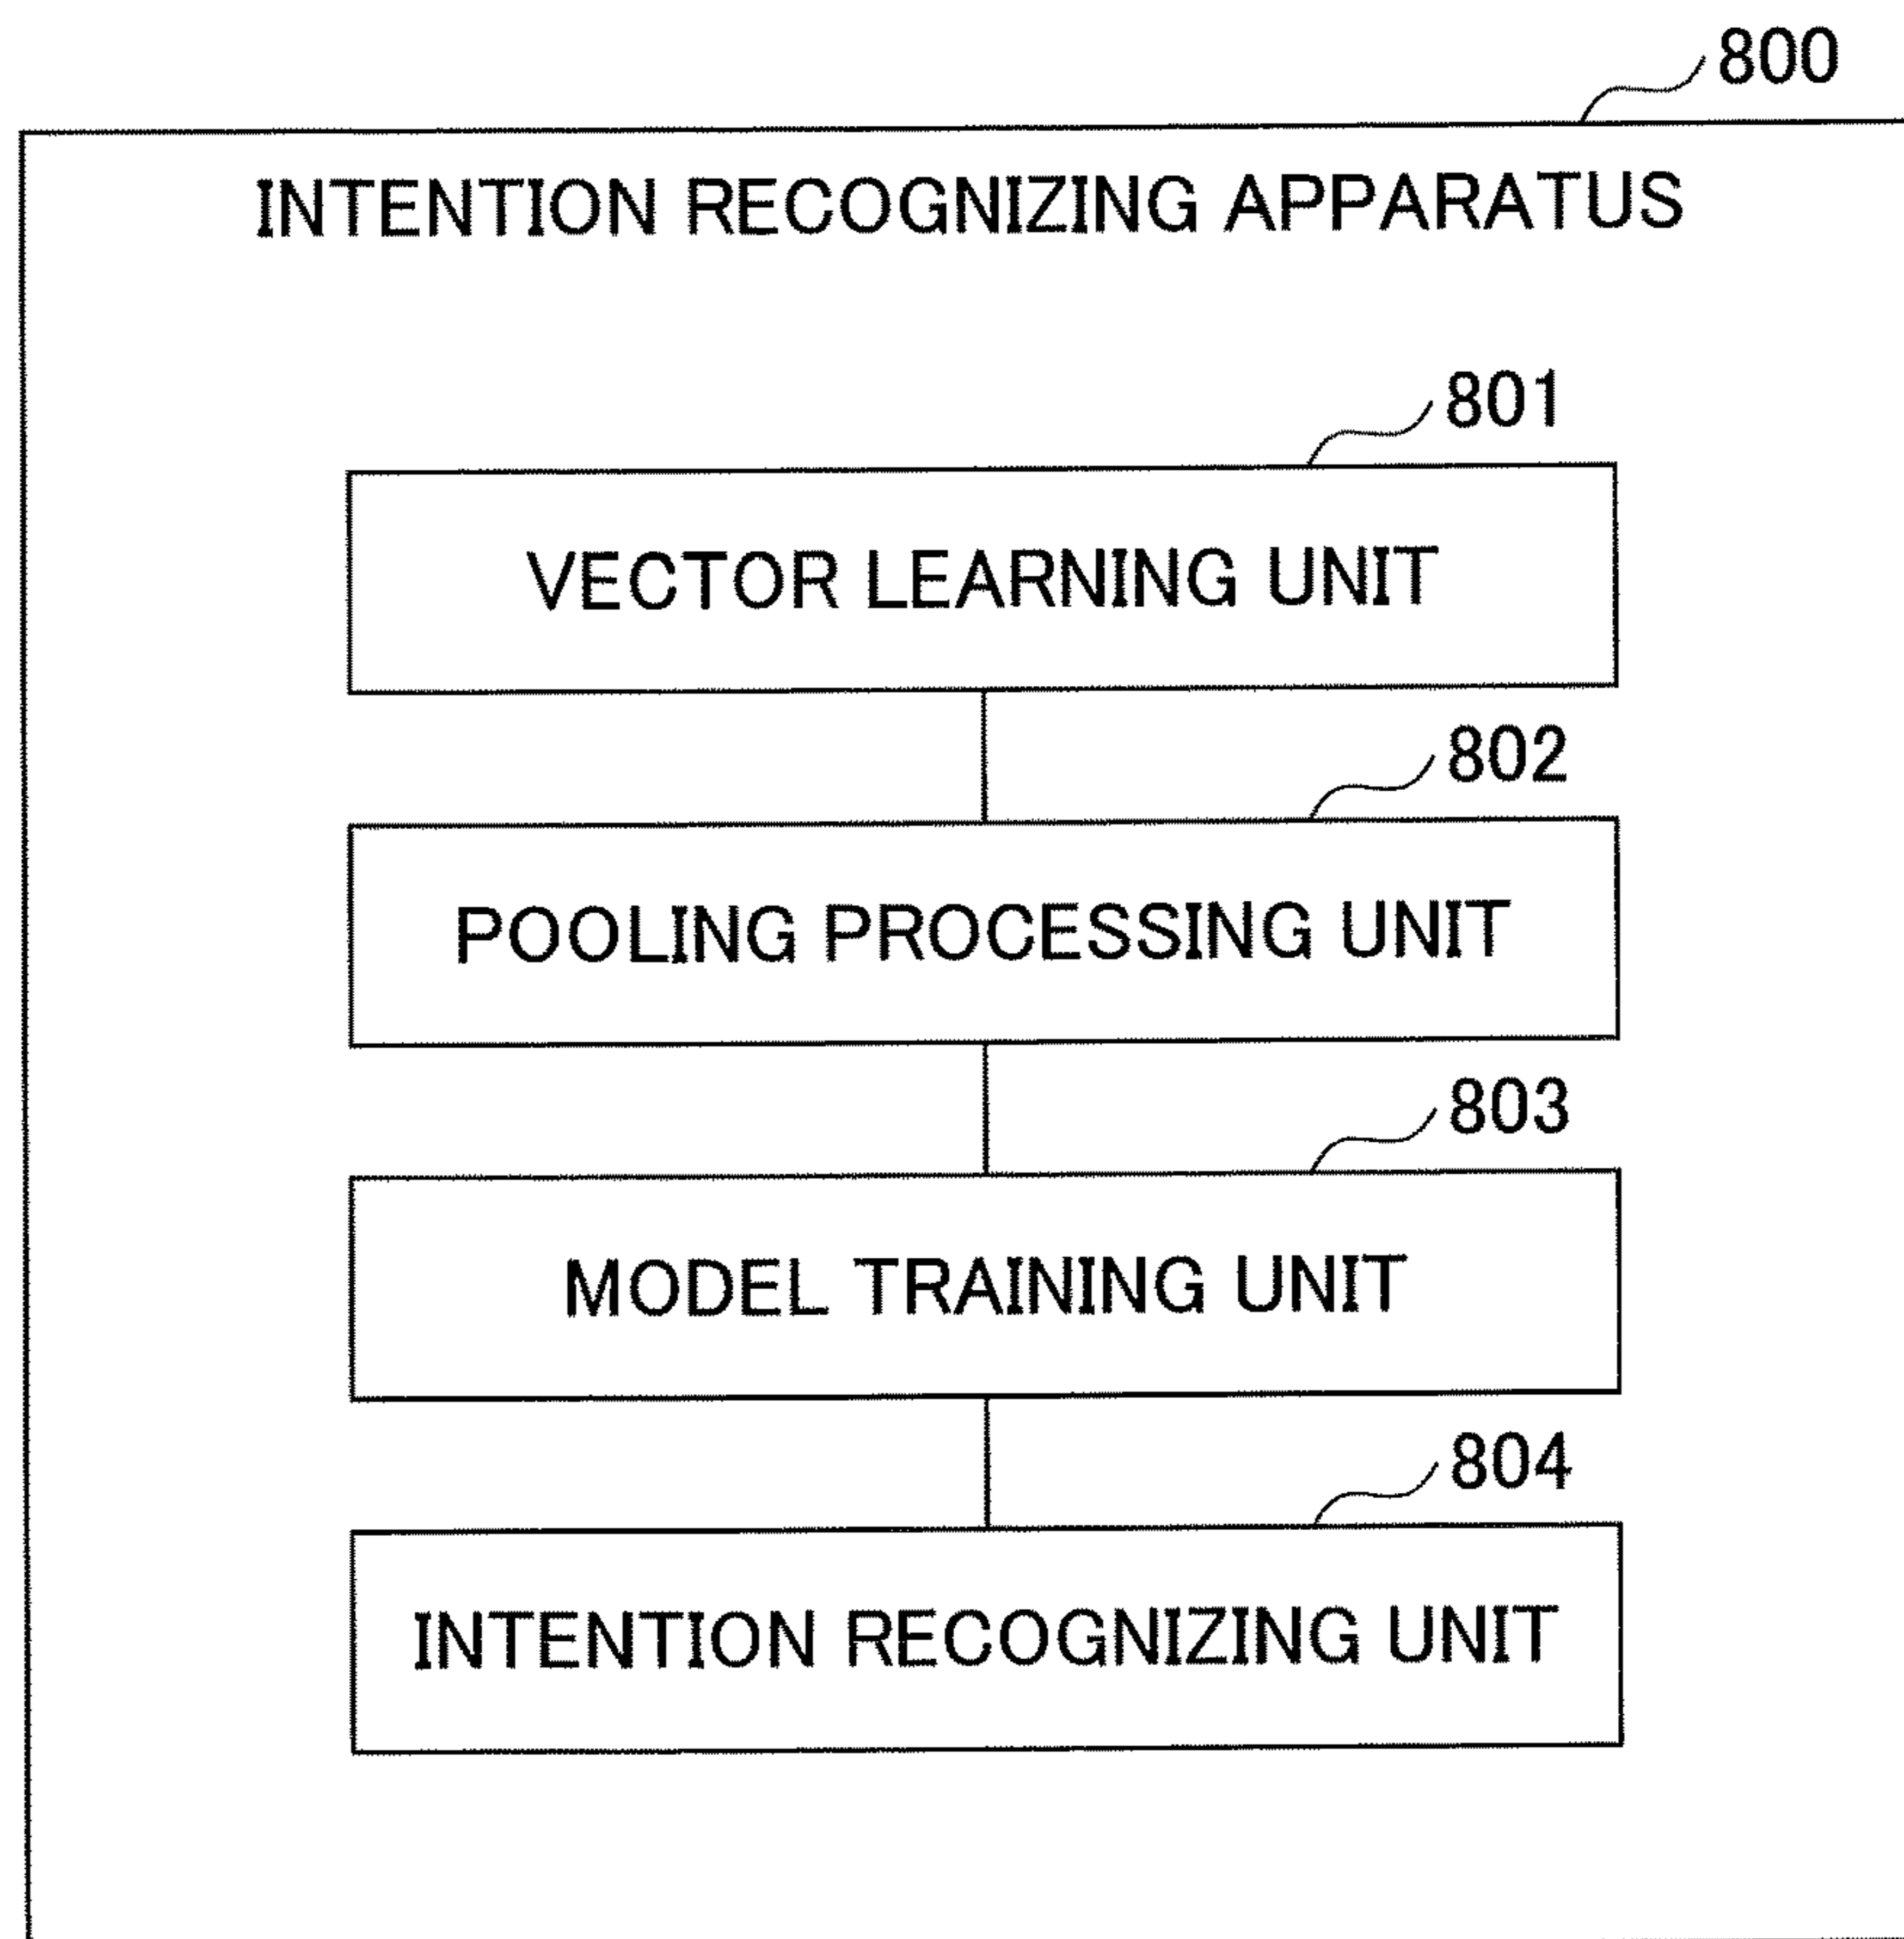 800
INTENTION RECOGNIZING APPARATUS
801
VECTOR LEARNING UNIT
802
POOLING PROCESSING UNIT
803
MODEL TRAINING UNIT
804
INTENTION RECOGNIZING UNIT